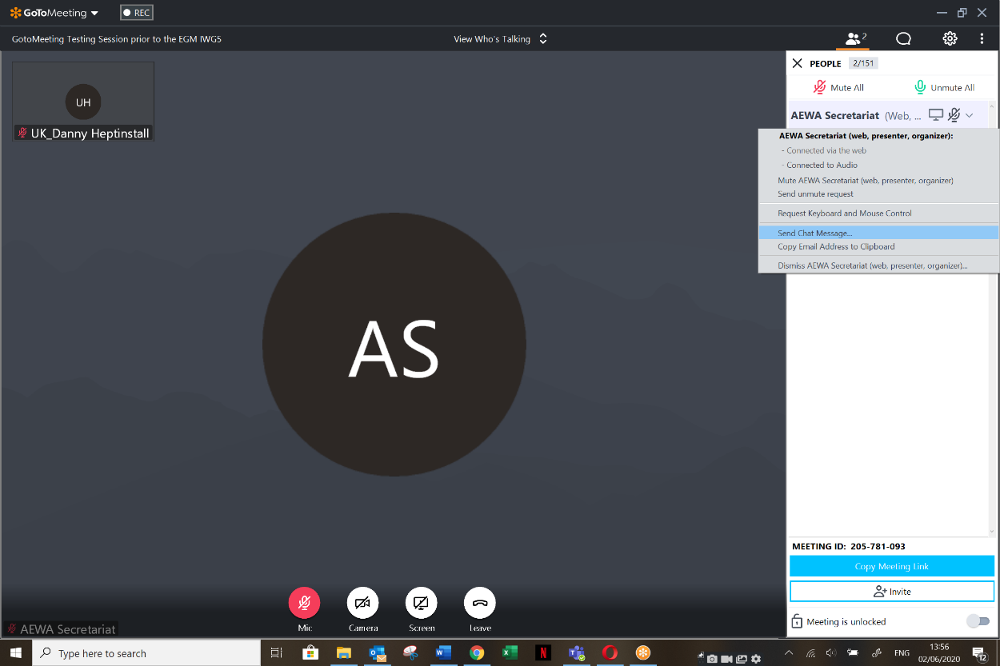 GoToMeeting
REC
GotoMeeting Testing Session prior to the EGM IWG5
View Who's Talking
2
UH
UK_Danny Heptinstall
AS
AEWA Secretariat
Mic
Camera
Screen
Leave
PEOPLE 2/151
Mute All
Unmute All
AEWA Secretariat (Web, ...
AEWA Secretariat (web, presenter, organizer):
- Connected via the web
- Connected to Audio
Mute AEWA Secretariat (web, presenter, organizer)
Send unmute request
Request Keyboard and Mouse Control
Send Chat Message...
Copy Email Address to Clipboard
Dismiss AEWA Secretariat (web, presenter, organizer)...
MEETING ID: 205-781-093
Copy Meeting Link
Invite
Meeting is unlocked
Type here to search
ENG
13:56
02/06/2020
12